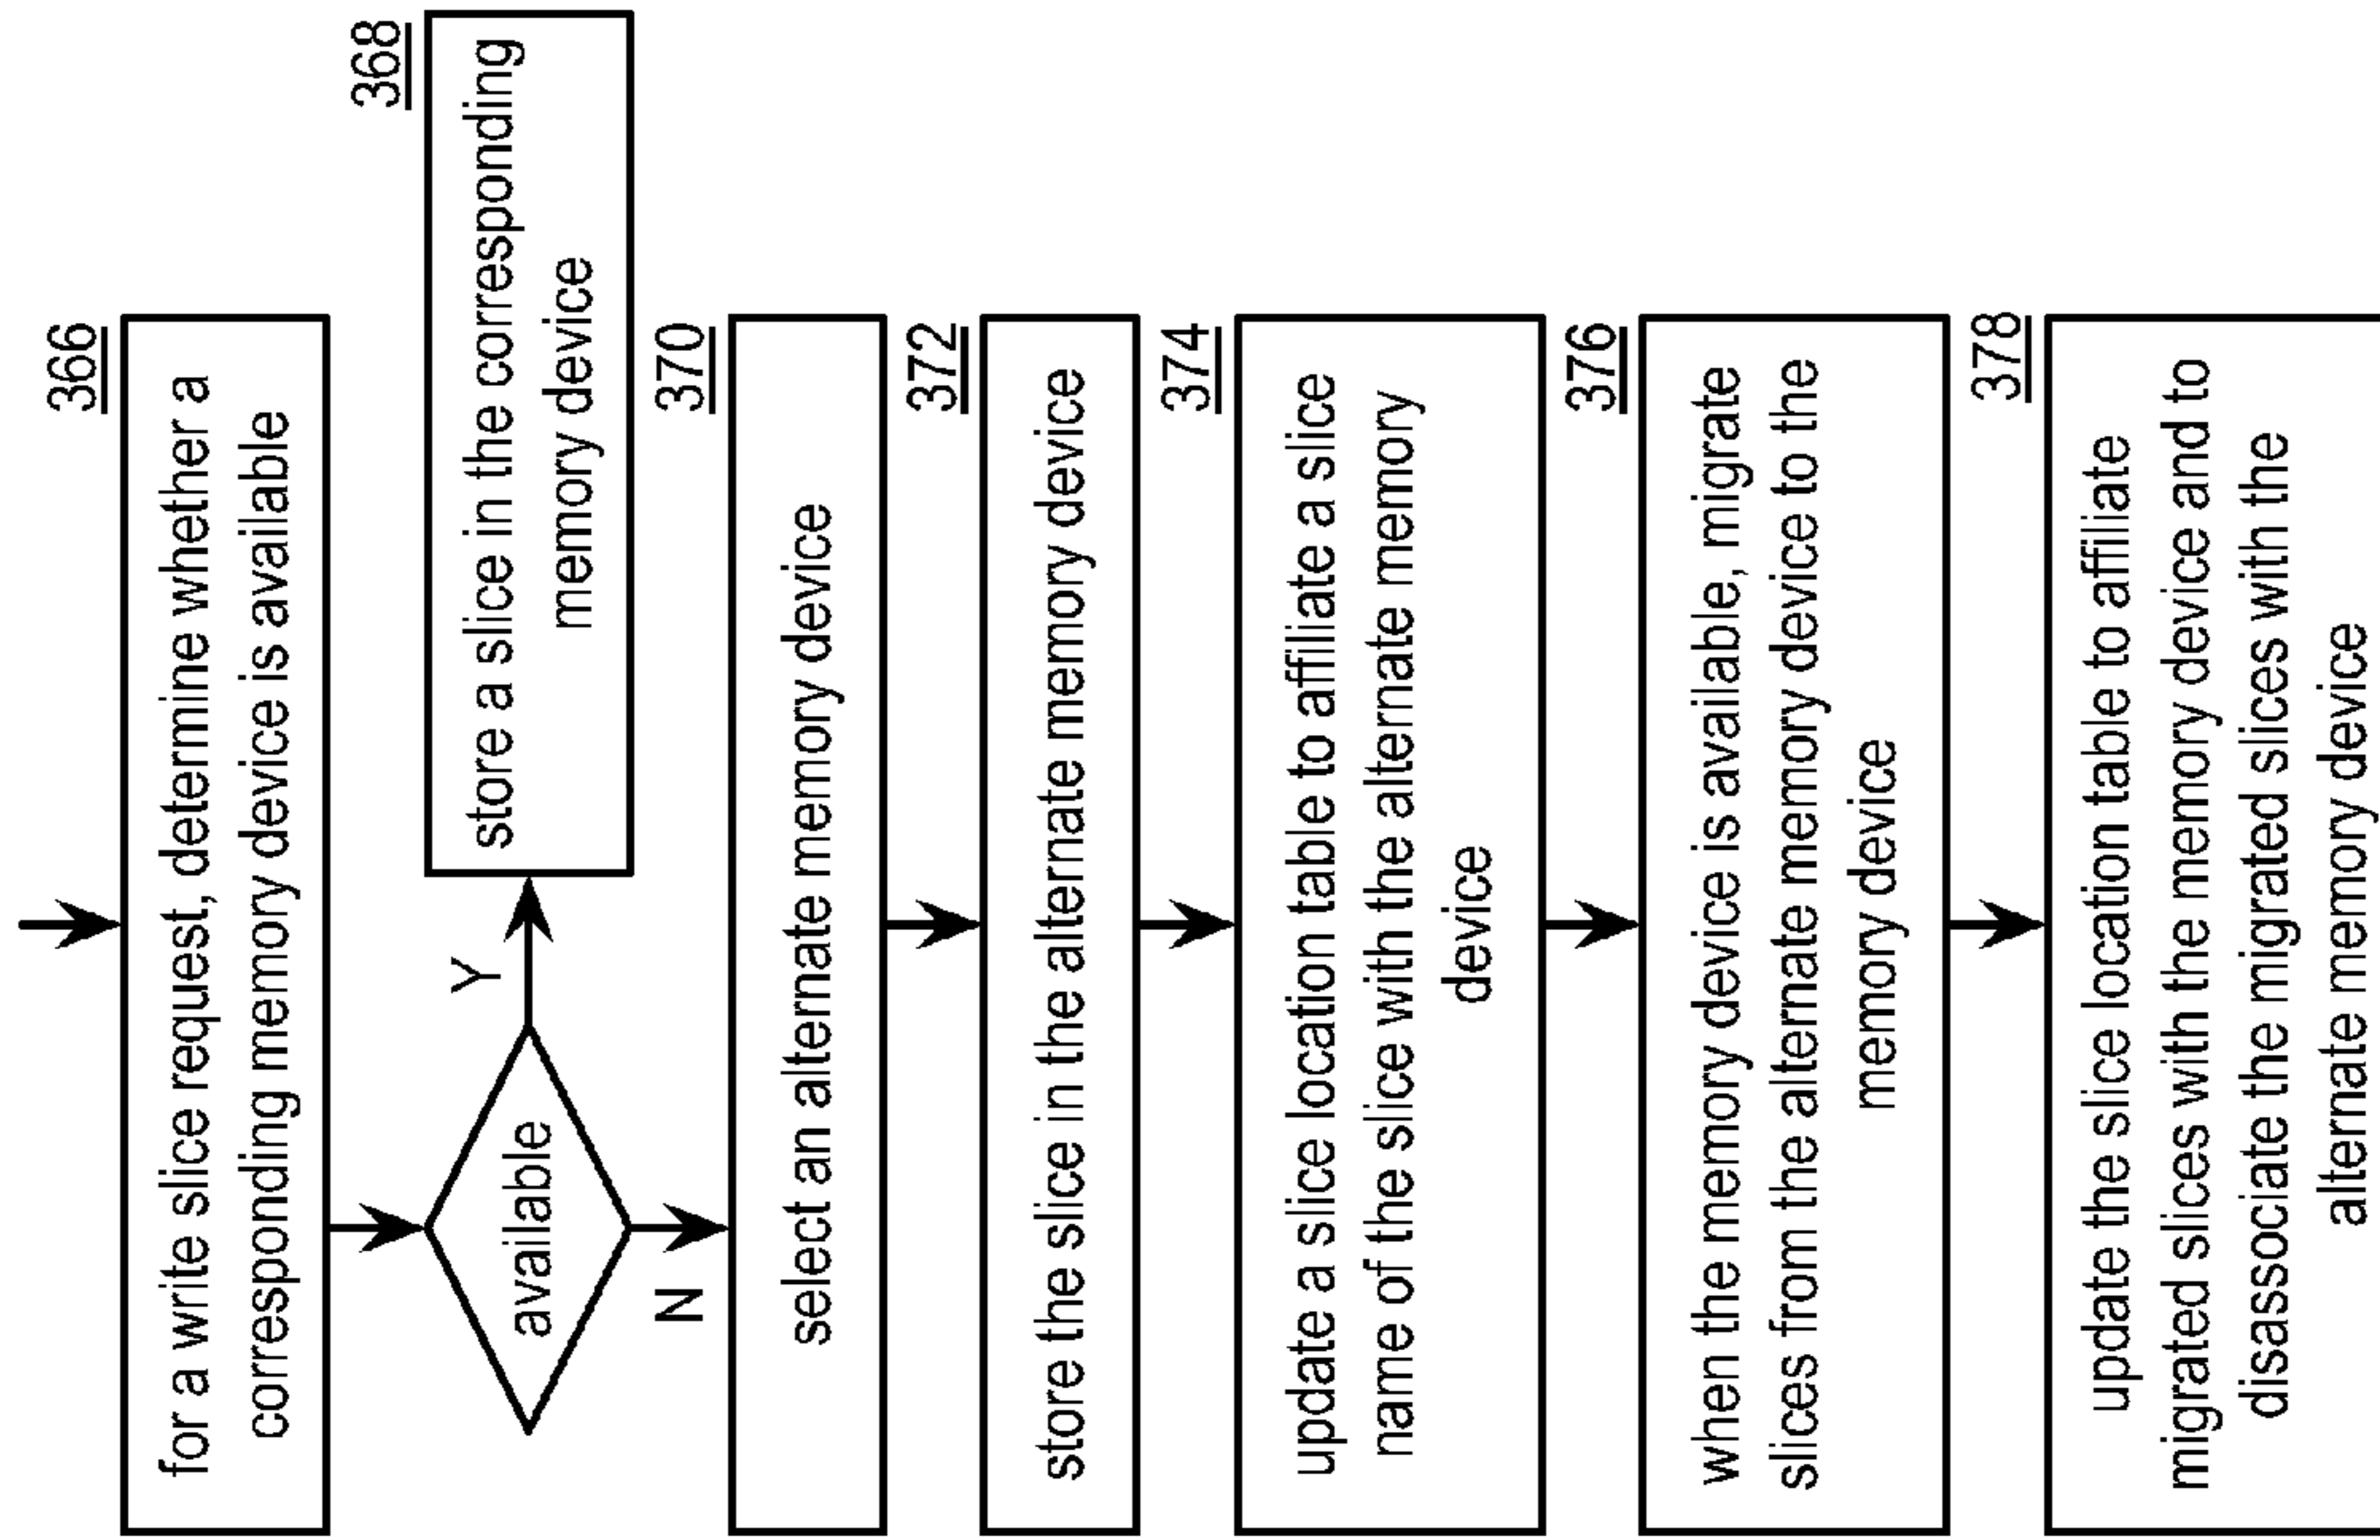 366
for a write slice request, determine whether a
corresponding memory device is available
available
Y
368
store a slice in the corresponding
memory device
N
370
select an alternate memory device
372
store the slice in the alternate memory device
374
update a slice location table to affiliate a slice
name of the slice with the alternate memory
device
376
when the memory device is available, migrate
slices from the alternate memory device to the
memory device
378
update the slice location table to affiliate
migrated slices with the memory device and to
disassociate the migrated slices with the
alternate memory device